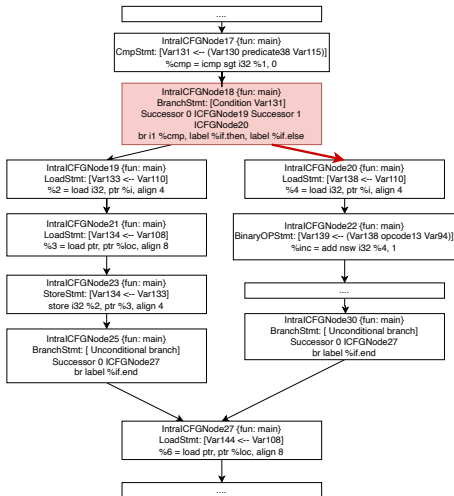 ....
IntraICFGNode17 {fun: main}
CmpStmt: [Var131 <-- (Var130 predicate38 Var115)]
%cmp = icmp sgt i32 %1, 0
IntraICFGNode18 {fun: main}
BranchStmt: [Condition Var131]
Successor 0 ICFGNode19 Successor 1
ICFGNode20
br i1 %cmp, label %if.then, label %if.else
IntraICFGNode19 {fun: main}
LoadStmt: [Var133 <-- Var110]
%2 = load i32, ptr %i, align 4
IntraICFGNode20 {fun: main}
LoadStmt: [Var138 <-- Var110]
%4 = load i32, ptr %i, align 4
IntraICFGNode21 {fun: main}
LoadStmt: [Var134 <-- Var108]
%3 = load ptr, ptr %loc, align 8
IntraICFGNode22 {fun: main}
BinaryOPStmt: [Var139 <-- (Var138 opcode13 Var94)]
%inc = add nsw i32 %4, 1
IntraICFGNode23 {fun: main}
StoreStmt: [Var134 <-- Var133]
store i32 %2, ptr %3, align 4
....
IntraICFGNode25 {fun: main}
BranchStmt: [ Unconditional branch]
Successor 0 ICFGNode27
br label %if.end
IntraICFGNode30 {fun: main}
BranchStmt: [ Unconditional branch]
Successor 0 ICFGNode27
br label %if.end
IntraICFGNode27 {fun: main}
LoadStmt: [Var144 <-- Var108]
%6 = load ptr, ptr %loc, align 8
....